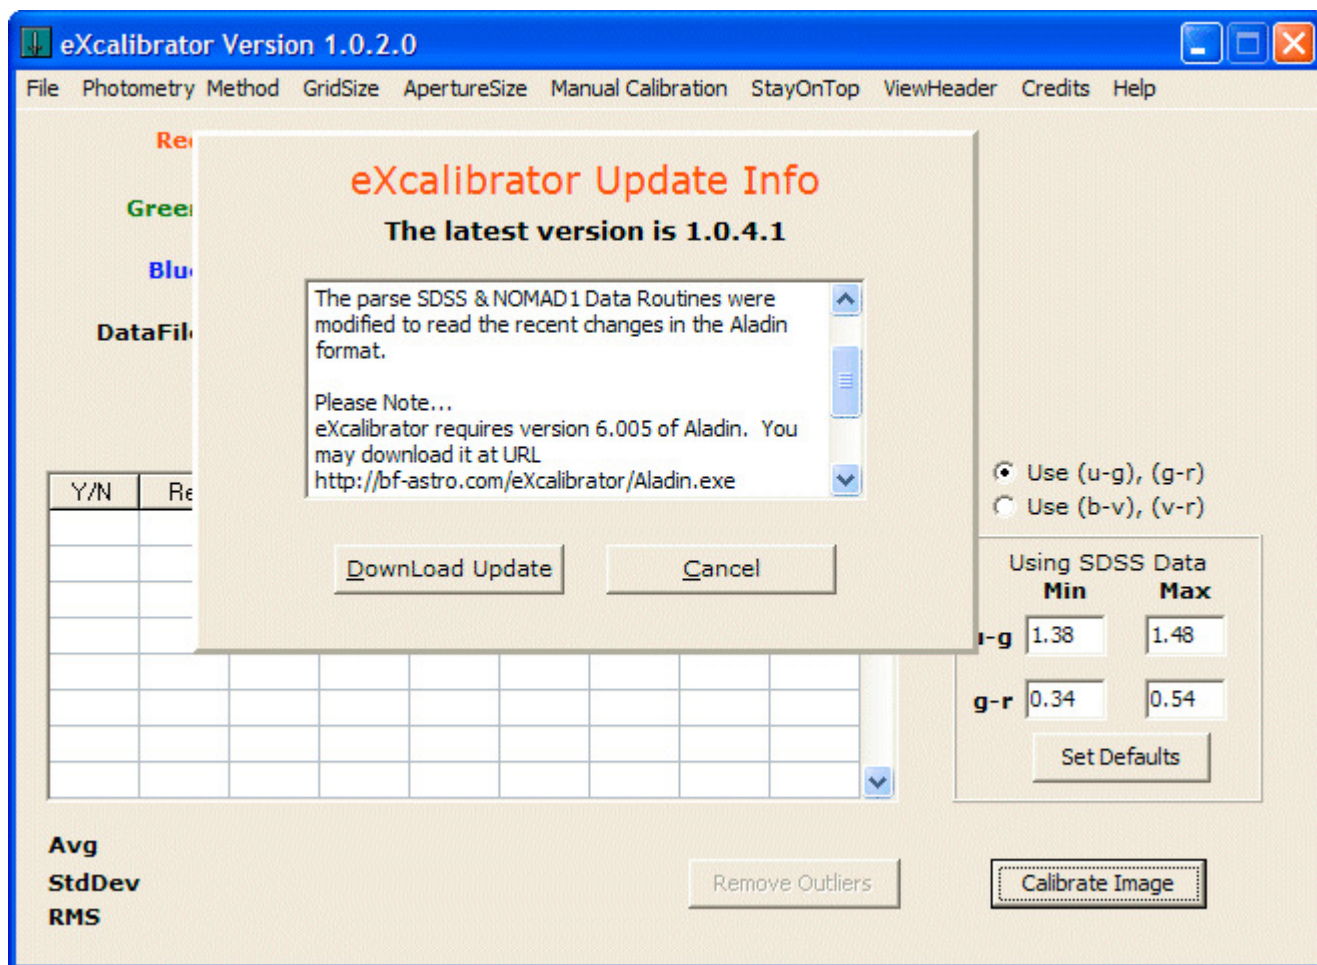 eXcalibrator Version 1.0.2.0
File Photometry Method GridSize ApertureSize Manual Calibration StayOnTop ViewHeader Credits Help
eXcalibrator Update Info
The latest version is 1.0.4.1
The parse SDSS & NOMAD1 Data Routines were
modified to read the recent changes in the Aladin
format.
Please Note...
eXcalibrator requires version 6.005 of Aladin. You
may download it at URL
http://bf-astro.com/eXcalibrator/Aladin.exe
DownLoad Update
Cancel
Y/N
Use (u-g), (g-r)
Use (b-v), (v-r)
Using SDSS Data
Min Max
u-g 1.38 1.48
g-r 0.34 0.54
Set Defaults
Avg
StdDev
RMS
Remove Outliers
Calibrate Image